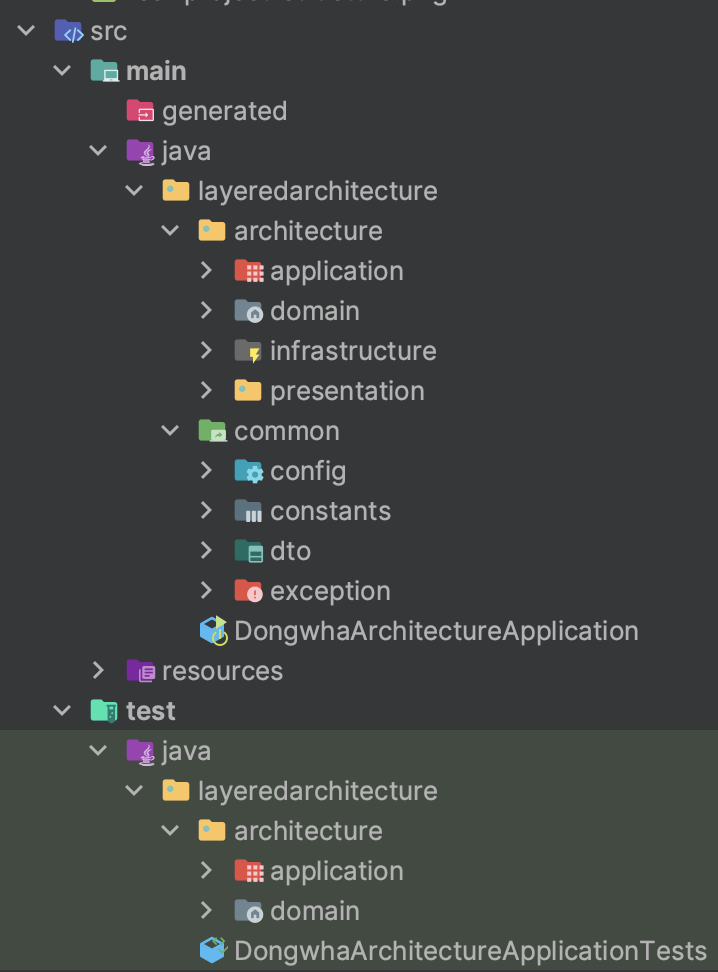 src
main
generated
java
layeredarchitecture
architecture
application
domain
infrastructure
presentation
common
config
constants
dto
exception
DongwhaArchitectureApplication
resources
test
java
layeredarchitecture
architecture
application
domain
DongwhaArchitectureApplicationTests